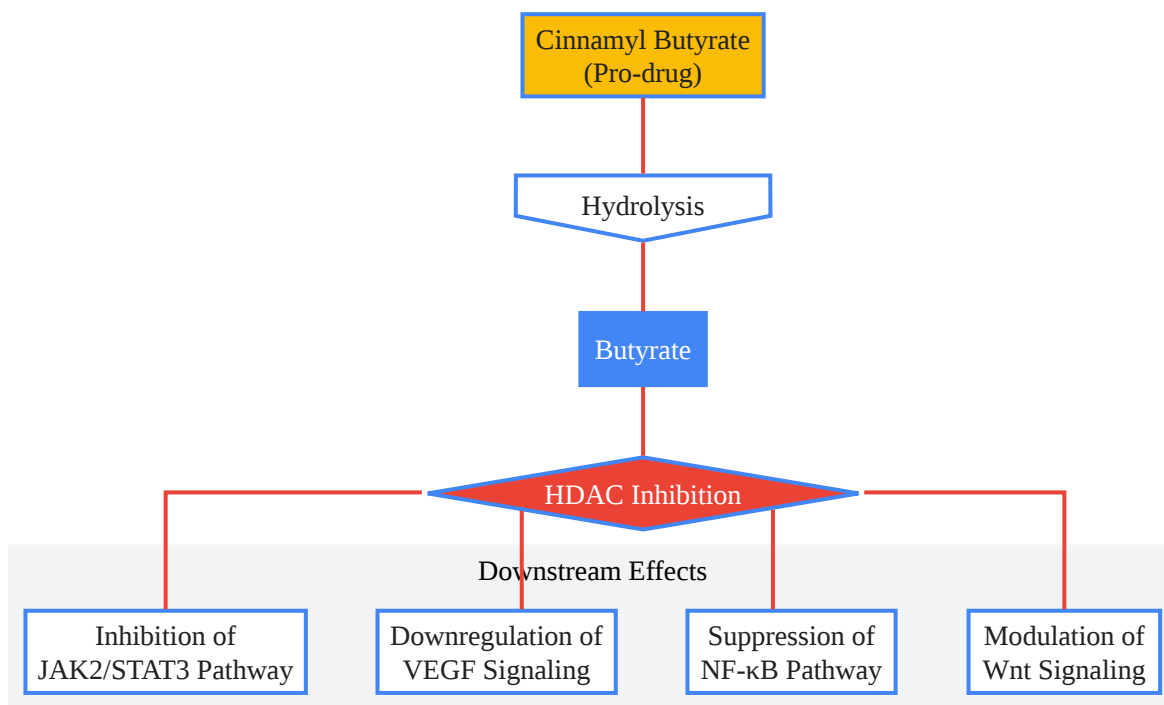 Cinnamyl Butyrate
(Pro-drug)
Hydrolysis
Butyrate
HDAC Inhibition
Downstream Effects
Inhibition of
JAK2/STAT3 Pathway
Downregulation of
VEGF Signaling
Suppression of
NF-κB Pathway
Modulation of
Wnt Signaling